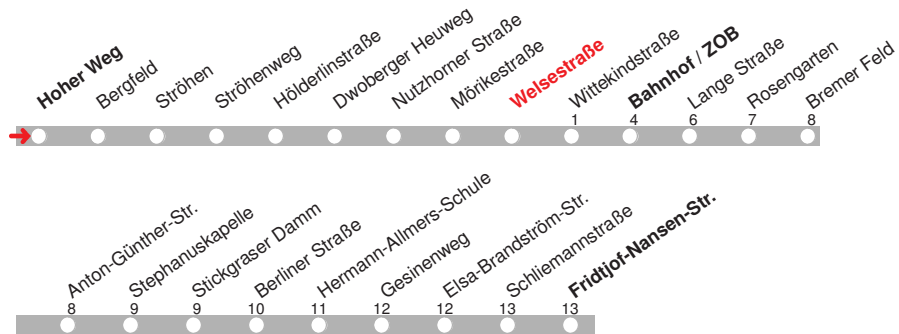 Hoher Weg
Bergfeld
Ströhen
Ströhenweg
Hölderlinstraße
Dwoberger Heuweg
Nutzhorner Straße
Mörikestraße
Welsestraße
Wittekindstraße
Bahnhof / ZOB
Lange Straße
Rosengarten
Bremer Feld
1 4 6 7 8
Anton-Günther-Str.
Stephanuskapelle
Stickgraser Damm
Berliner Straße
Hermann-Allmers-Schule
Gesinenweg
Elsa-Brandström-Str.
Schliemannstraße
Fridtjof-Nansen-Str.
8 9 9 10 11 12 12 13 13